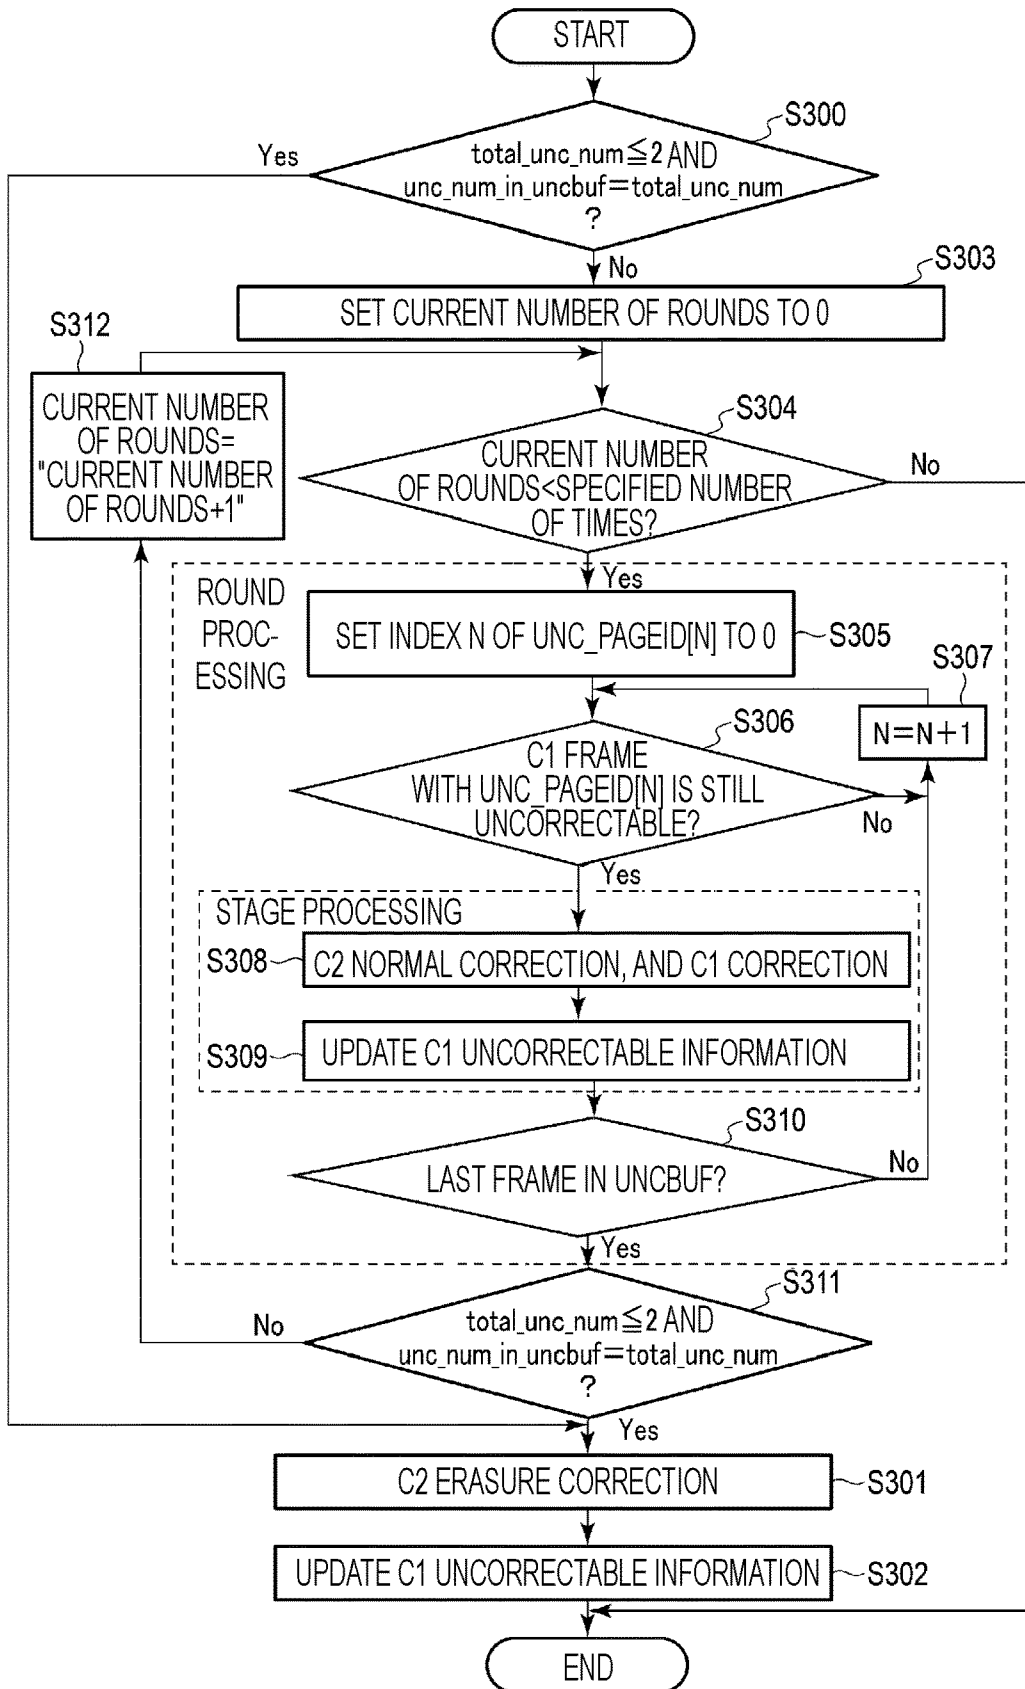 START
S300
total_unc_num≦2 AND
unc_num_in_uncbuf=total_unc_num
?
Yes
No
S303
SET CURRENT NUMBER OF ROUNDS TO 0
S312
CURRENT NUMBER
OF ROUNDS=
"CURRENT NUMBER
OF ROUNDS+1"
S304
CURRENT NUMBER
OF ROUNDS<SPECIFIED NUMBER
OF TIMES?
No
Yes
ROUND
PROC-
ESSING
SET INDEX N OF UNC_PAGEID[N] TO 0
S305
S307
N=N+1
S306
C1 FRAME
WITH UNC_PAGEID[N] IS STILL
UNCORRECTABLE?
No
Yes
STAGE PROCESSING
S308
C2 NORMAL CORRECTION, AND C1 CORRECTION
S309
UPDATE C1 UNCORRECTABLE INFORMATION
S310
LAST FRAME IN UNCBUF?
No
Yes
S311
total_unc_num≦2 AND
unc_num_in_uncbuf=total_unc_num
?
No
Yes
C2 ERASURE CORRECTION
S301
UPDATE C1 UNCORRECTABLE INFORMATION
S302
END